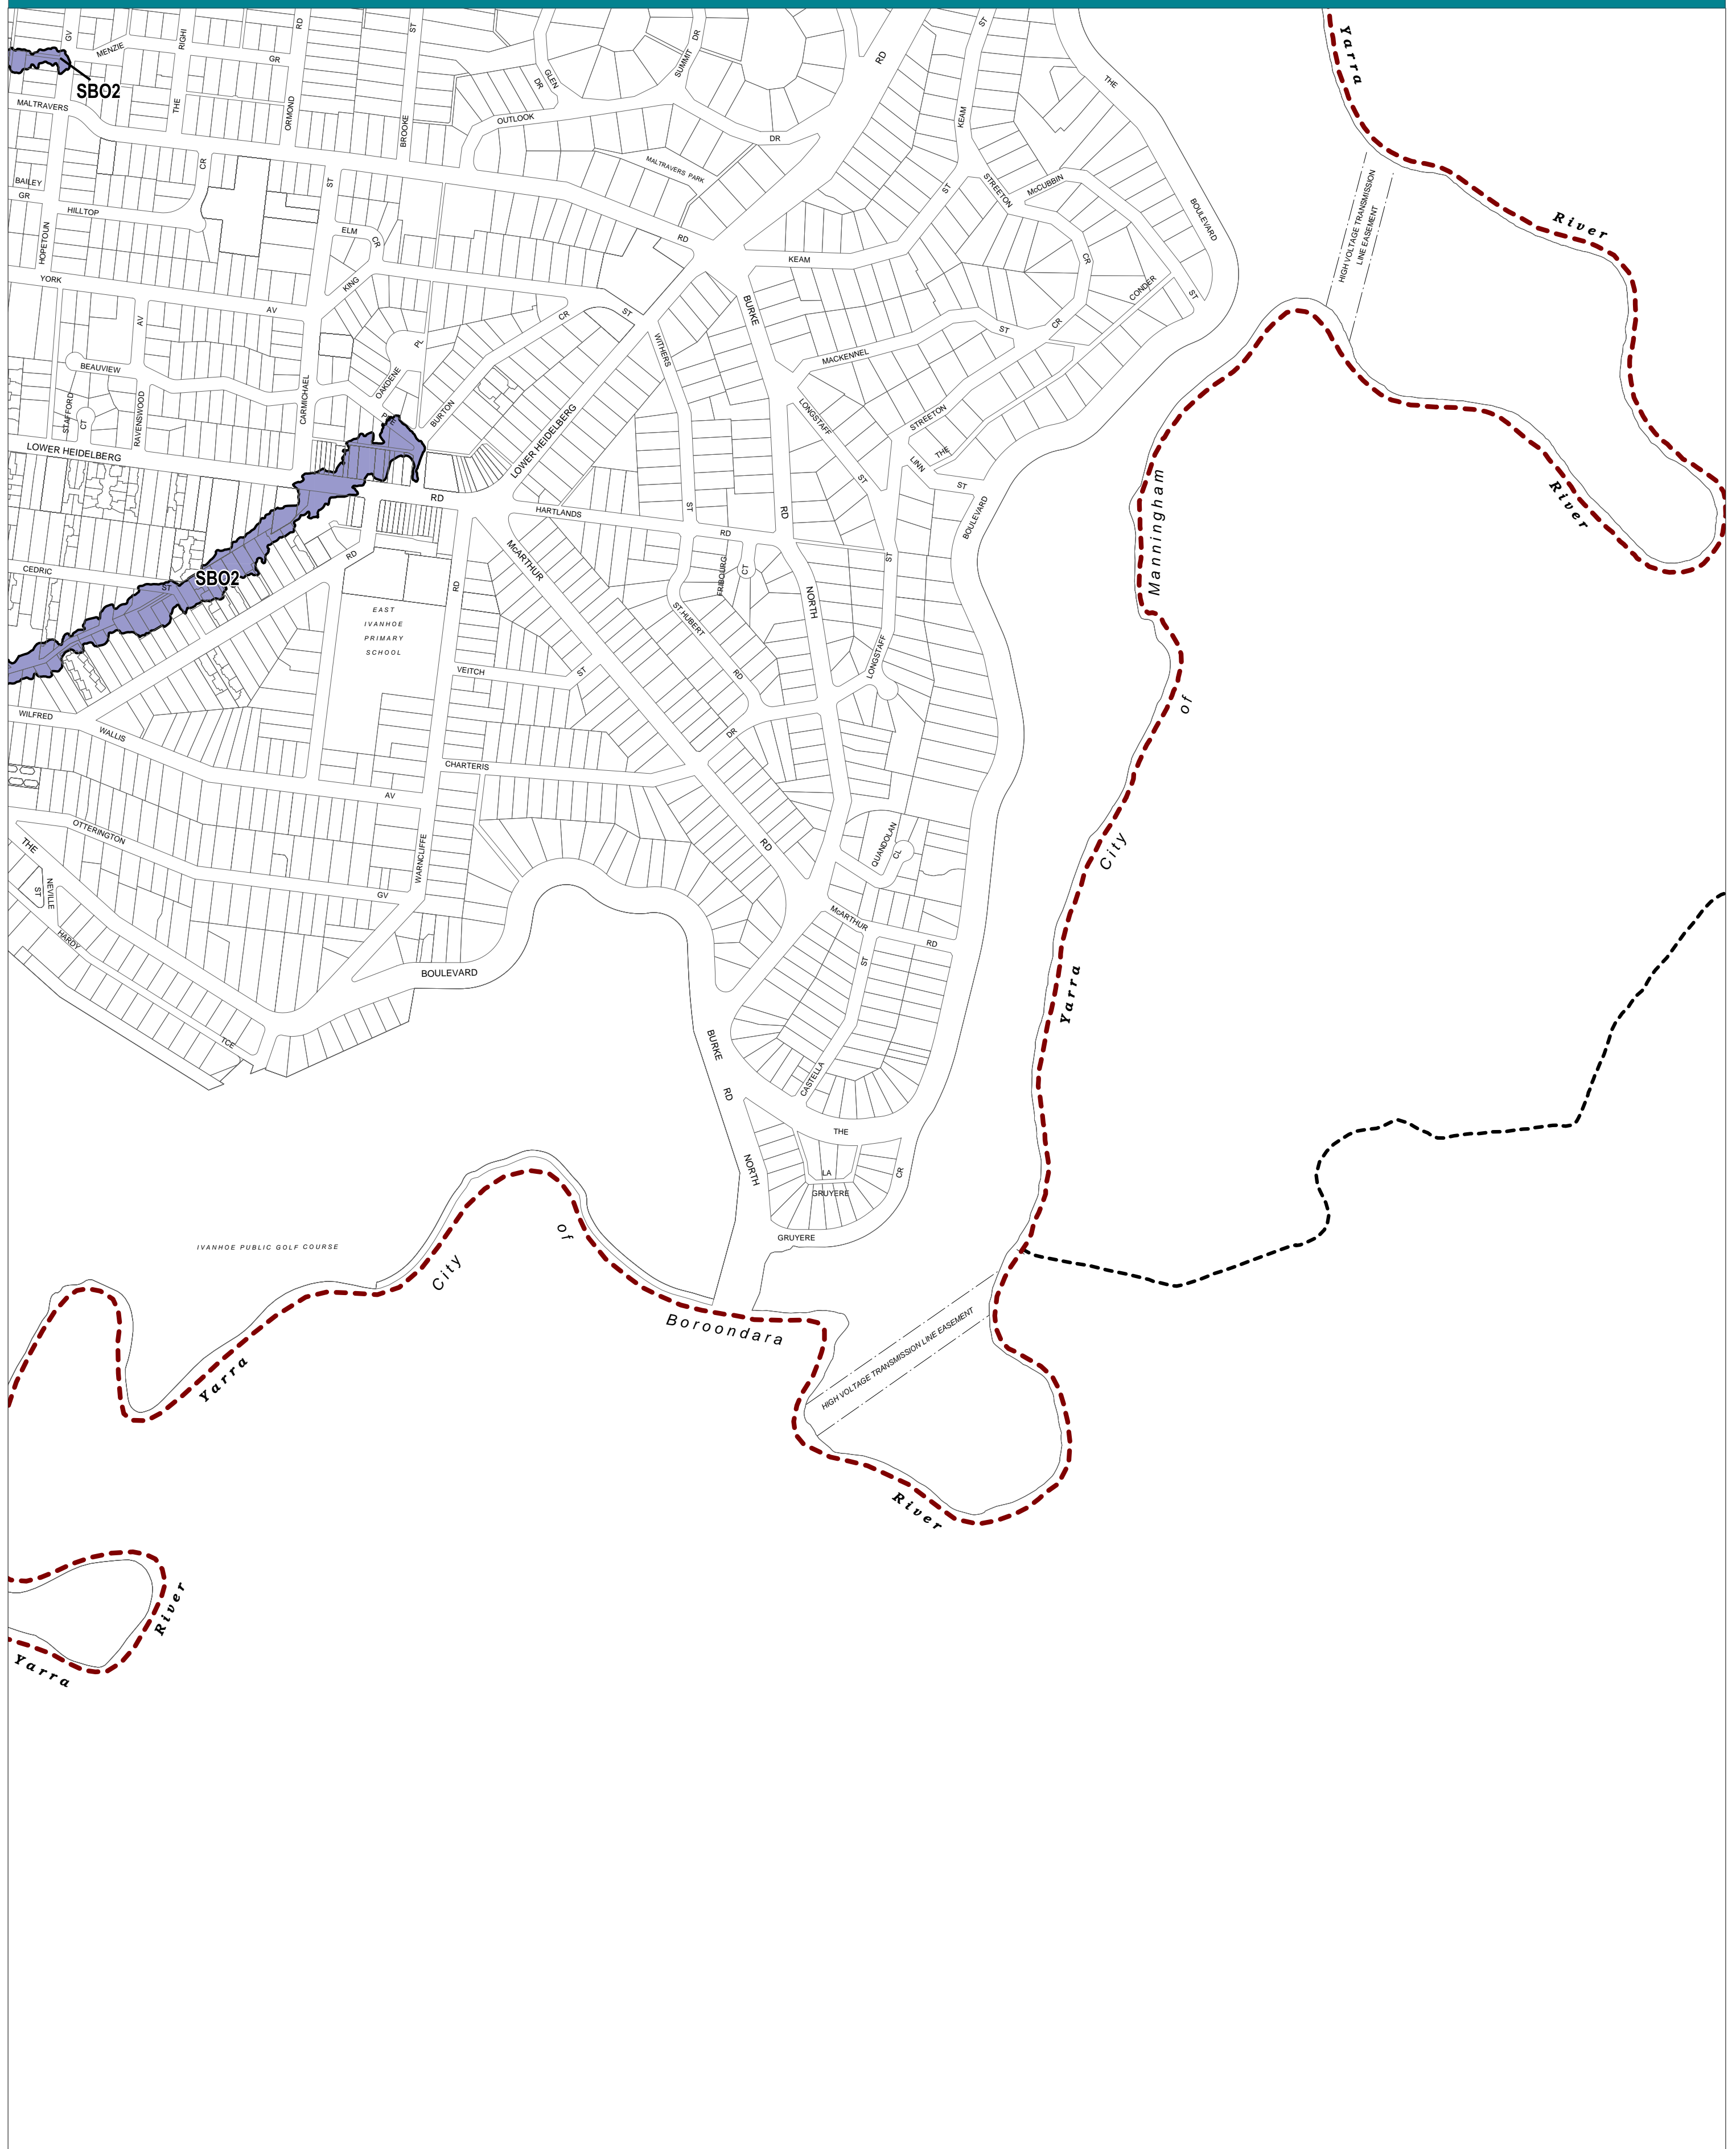 GV
MENZIE
RIGHI
RD
ST
GR
GLEN
DR
SUMMIT
DR
RD
ST
THE
Yarra
SBO2
MALTRAVERS
THE
ORMOND
BROOKE
OUTLOOK
DR
KEAM
MALTRAVERS PARK
CR
ST
BAILEY
GR
HILLTOP
HOPETOUN
ELM
CR
RD
ST
STREETON
McCUBBIN
BOULEVARD
River
HIGH VOLTAGE TRANSMISSION
LINE EASEMENT
YORK
AV
AV
KING
KEAM
CR
CONDER
ST
BURKE
CR
ST
ST
CR
PL
WITHERS
MACKENNEL
BEAUVIEW
OAKDENE
STAFFORD
CT
RAVENSWOOD
CARMICHAEL
BURTON
LOWER HEIDELBERG
LONGSTAFF
STREETON
THE
LINN
LOWER HEIDELBERG
RD
ST
ST
BOULEVARD
HARTLANDS
ST
RD
RD
River
Manningham
McARTHUR
RD
ST
CEDRIC
ST
SBO2
RD
FRIBOURG
CT
NORTH
EAST
IVANHOE
PRIMARY
SCHOOL
ST.HUBERT
VEITCH
ST
RD
LONGSTAFF
of
WILFRED
WALLIS
DR
CHARTERIS
AV
OTTERINGTON
THE
WARNCLIFFE
RD
QUANDOLAN
CL
City
NEVILLE
ST
GV
HARDY
McARTHUR
RD
BOULEVARD
ST
Yarra
TCE
BURKE
RD
CASTELLA
THE
NORTH
LA
CR
GRUYERE
GRUYERE
IVANHOE PUBLIC GOLF COURSE
of
City
Boroondara
HIGH VOLTAGE TRANSMISSION LINE EASEMENT
Yarra
River
River
Yarra